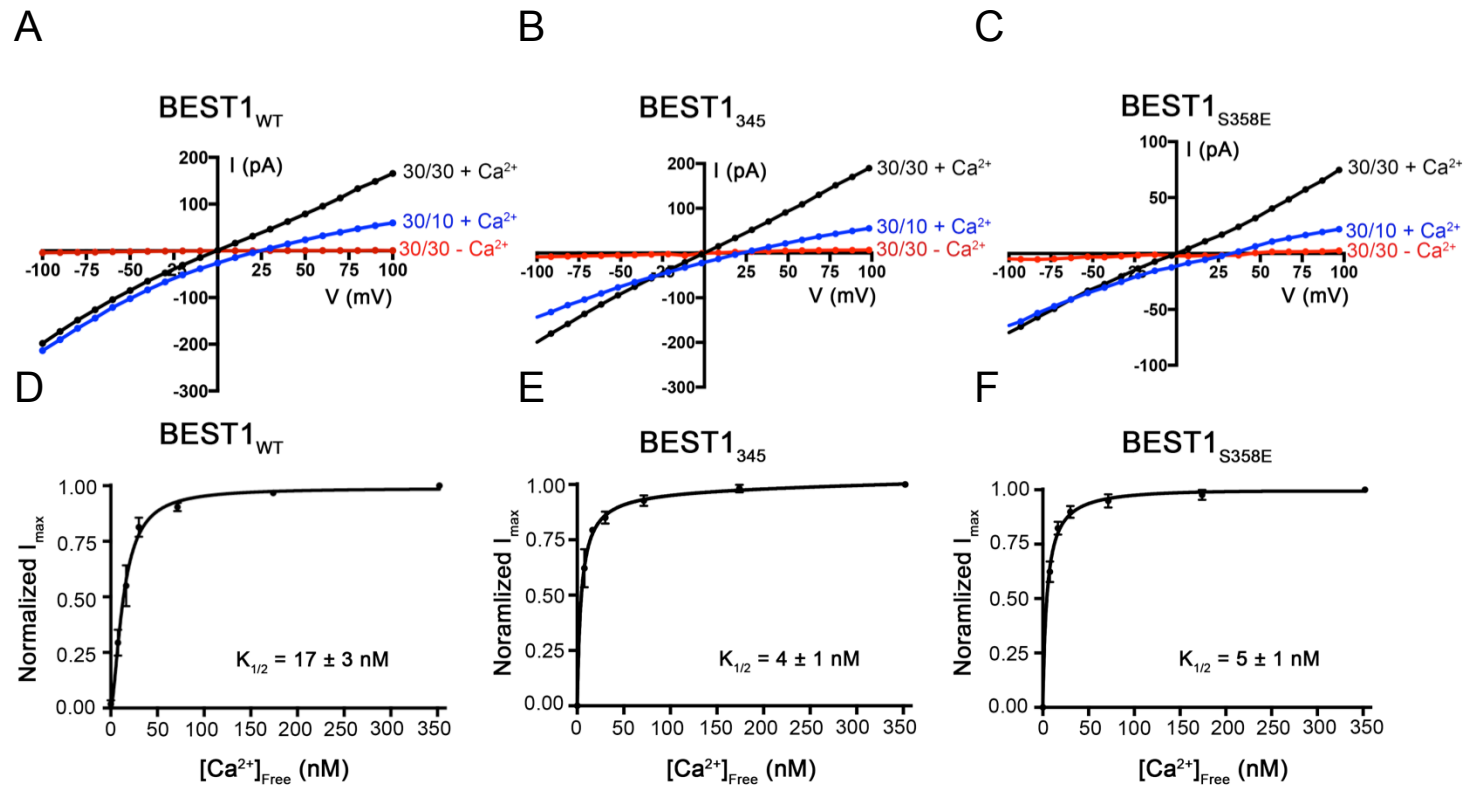 A
B
C
BEST1WT
BEST1345
BEST1S358E
200
100
-100
-200
-300
I (pA)
30/30 + Ca2+
30/10 + Ca2+
30/30 - Ca2+
-100 -75 -50 -25 25 50 75 100
V (mV)
200
100
-100
-200
-300
I (pA)
30/30 + Ca2+
30/10 + Ca2+
30/30 - Ca2+
-100 -75 -50 -25 25 50 75 100
V (mV)
100
50
-50
-100
I (pA)
30/30 + Ca2+
30/10 + Ca2+
30/30 - Ca2+
-100 -75 -50 -25 25 50 75 100
V (mV)
D
E
F
BEST1WT
Normalized Imax
1.00
0.75
0.50
0.25
0.00
K1/2 = 17 ± 3 nM
0 50 100 150 200 250 300 350
[Ca2+]Free (nM)
BEST1345
Noramlized Imax
1.00
0.75
0.50
0.25
0.00
K1/2 = 4 ± 1 nM
0 50 100 150 200 250 300 350
[Ca2+]Free (nM)
BEST1S358E
Noramlized Imax
1.00
0.75
0.50
0.25
0.00
K1/2 = 5 ± 1 nM
0 50 100 150 200 250 300 350
[Ca2+]Free (nM)